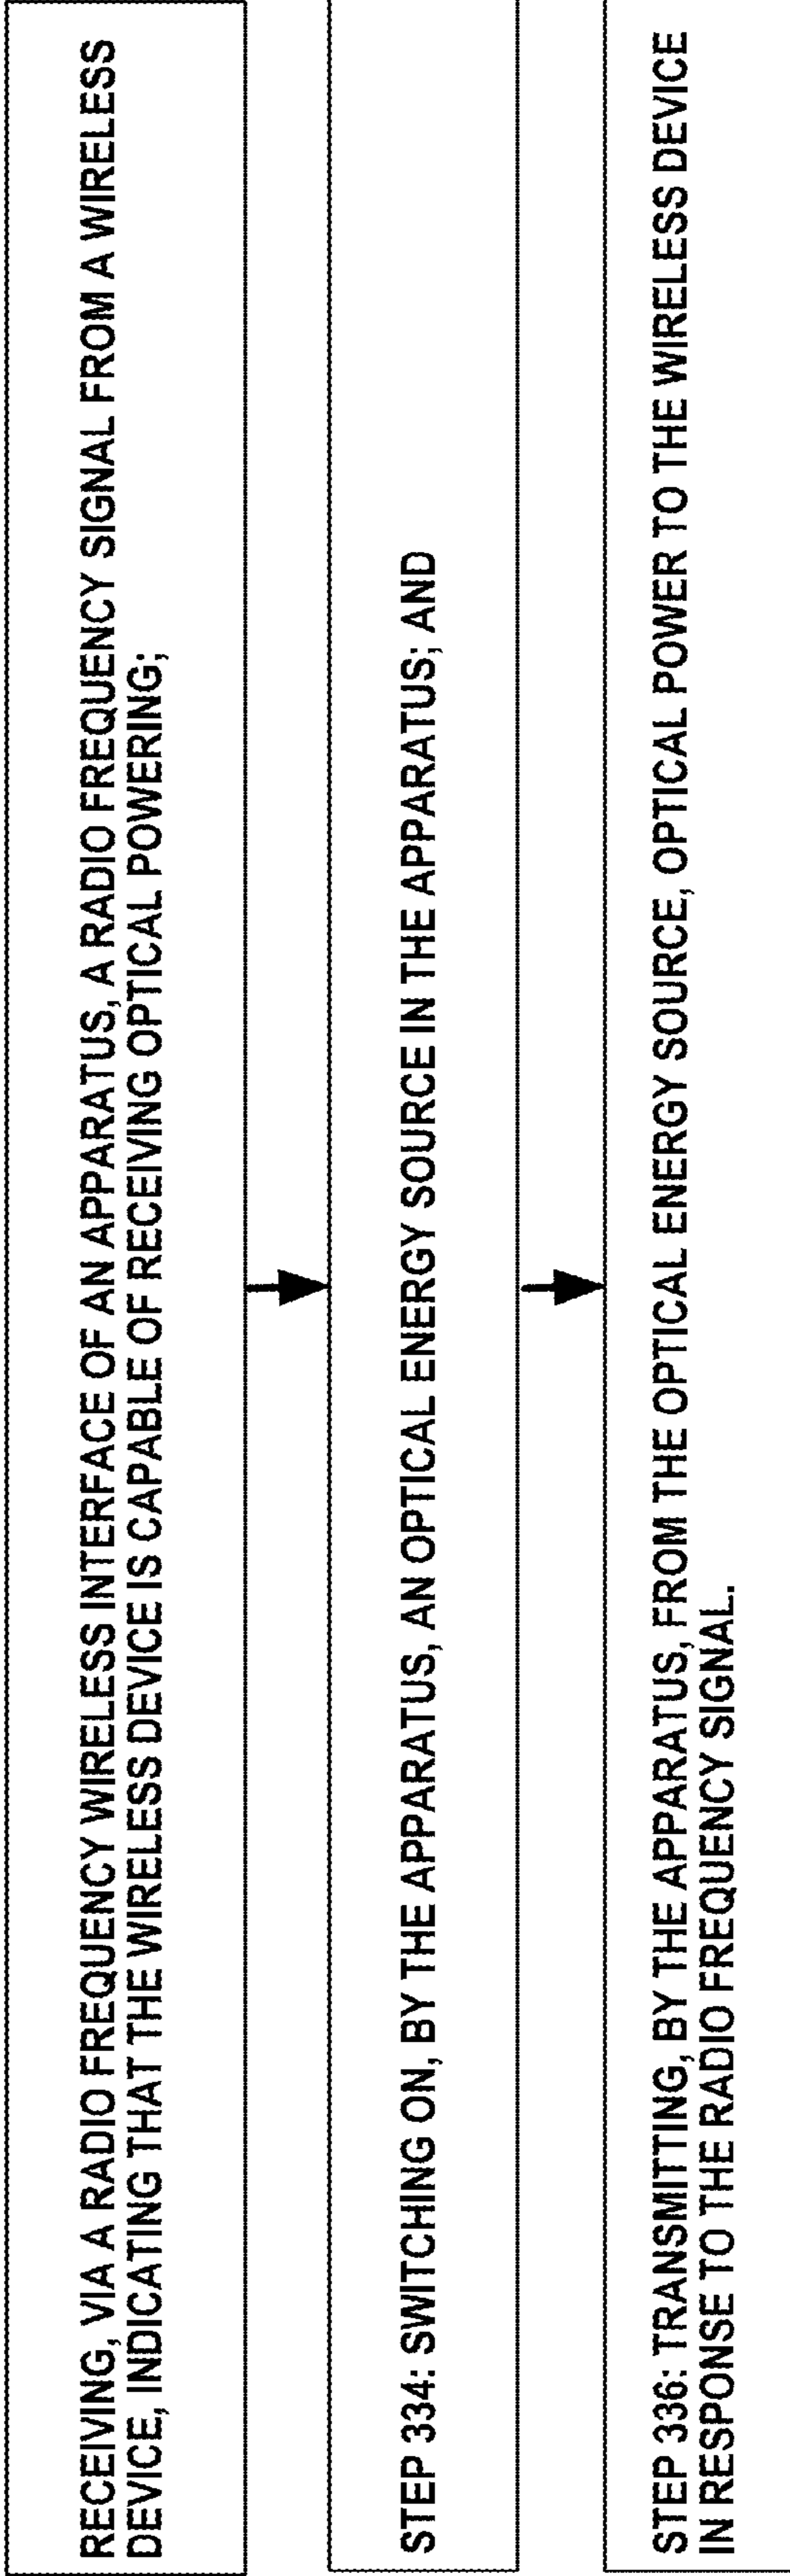 RECEIVING, VIA A RADIO FREQUENCY WIRELESS INTERFACE OF AN APPARATUS, A RADIO FREQUENCY SIGNAL FROM A WIRELESS
DEVICE, INDICATING THAT THE WIRELESS DEVICE IS CAPABLE OF RECEIVING OPTICAL POWERING;
STEP 334: SWITCHING ON, BY THE APPARATUS, AN OPTICAL ENERGY SOURCE IN THE APPARATUS; AND
STEP 336: TRANSMITTING, BY THE APPARATUS, FROM THE OPTICAL ENERGY SOURCE, OPTICAL POWER TO THE WIRELESS DEVICE
IN RESPONSE TO THE RADIO FREQUENCY SIGNAL.